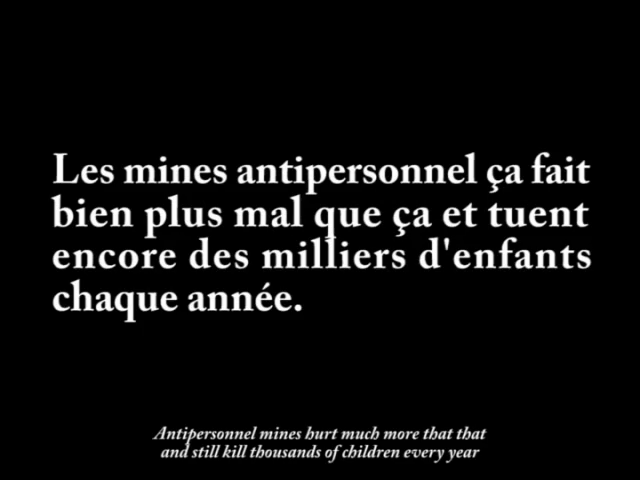 Les mines antipersonnel ça fait
bien plus mal que ça et tuent
encore des milliers d'enfants
chaque année.
Antipersonnel mines hurt much more that that
and still kill thousands of children every year